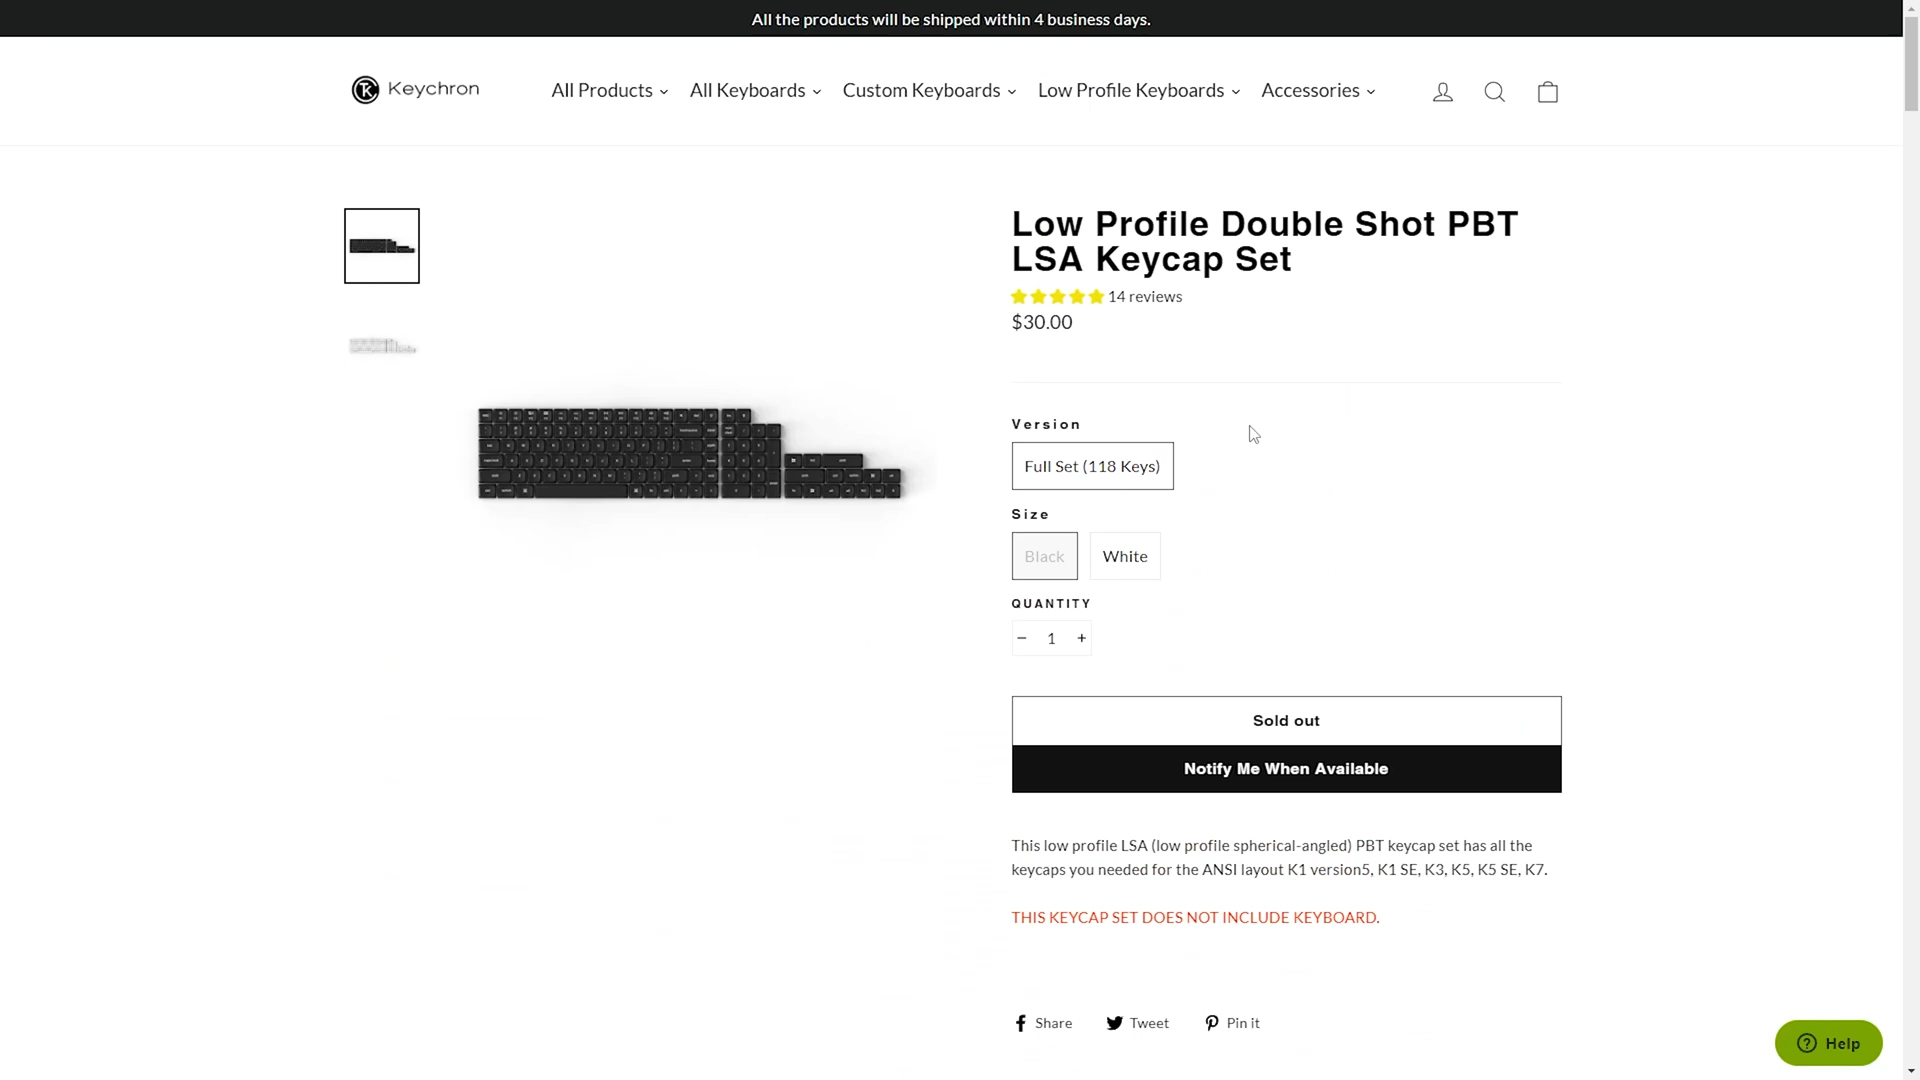 All the products will be shipped within 4 business days.
Keychron
All Products
All Keyboards
Custom Keyboards
Low Profile Keyboards
Accessories
Low Profile Double Shot PBT
LSA Keycap Set
14 reviews
$30.00
Version
Full Set (118 Keys)
Size
Black
White
QUANTITY
− 1 +
Sold out
Notify Me When Available
This low profile LSA (low profile spherical-angled) PBT keycap set has all the
keycaps you needed for the ANSI layout K1 version5, K1 SE, K3, K5, K5 SE, K7.
THIS KEYCAP SET DOES NOT INCLUDE KEYBOARD.
Share
Tweet
Pin it
Help